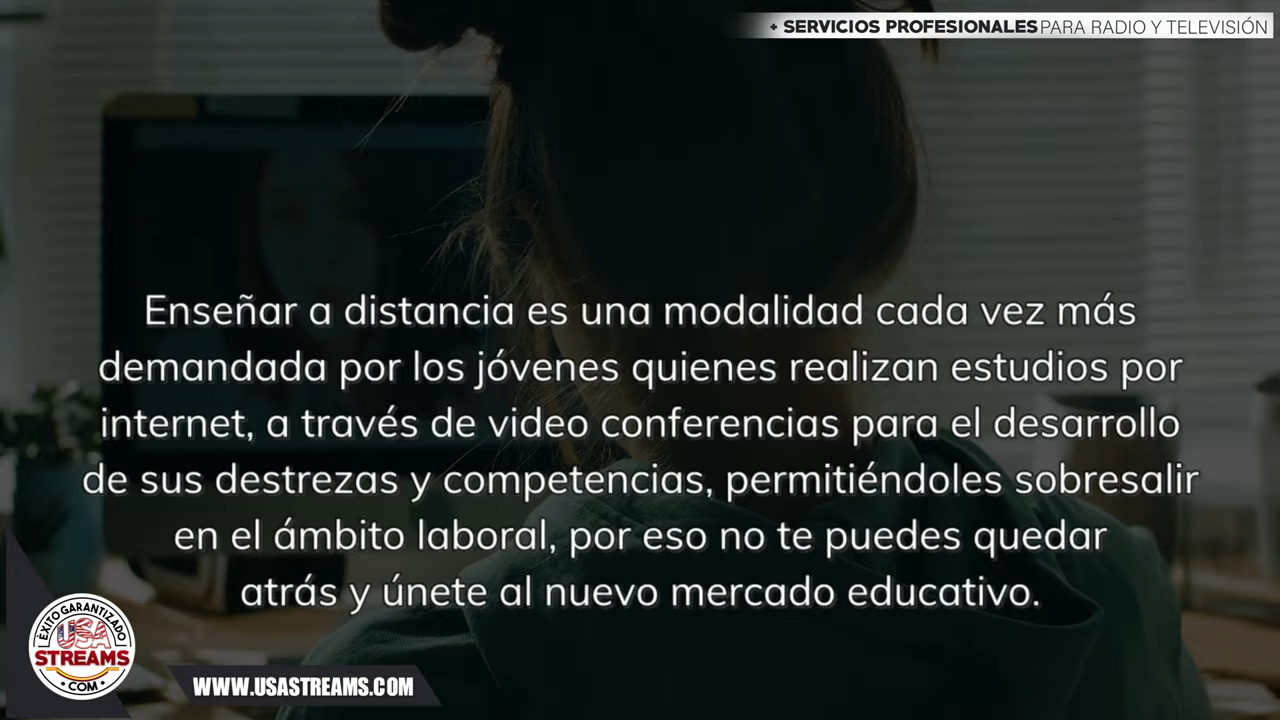 + SERVICIOS PROFESIONALES PARA RADIO Y TELEVISIÓN
Enseñar a distancia es una modalidad cada vez más
demandada por los jóvenes quienes realizan estudios por
internet, a través de video conferencias para el desarrollo
de sus destrezas y competencias, permitiéndoles sobresalir
en el ámbito laboral, por eso no te puedes quedar
atrás y únete al nuevo mercado educativo.
ÉXITO GARANTIZADO
USA
STREAMS
• COM •
WWW.USASTREAMS.COM